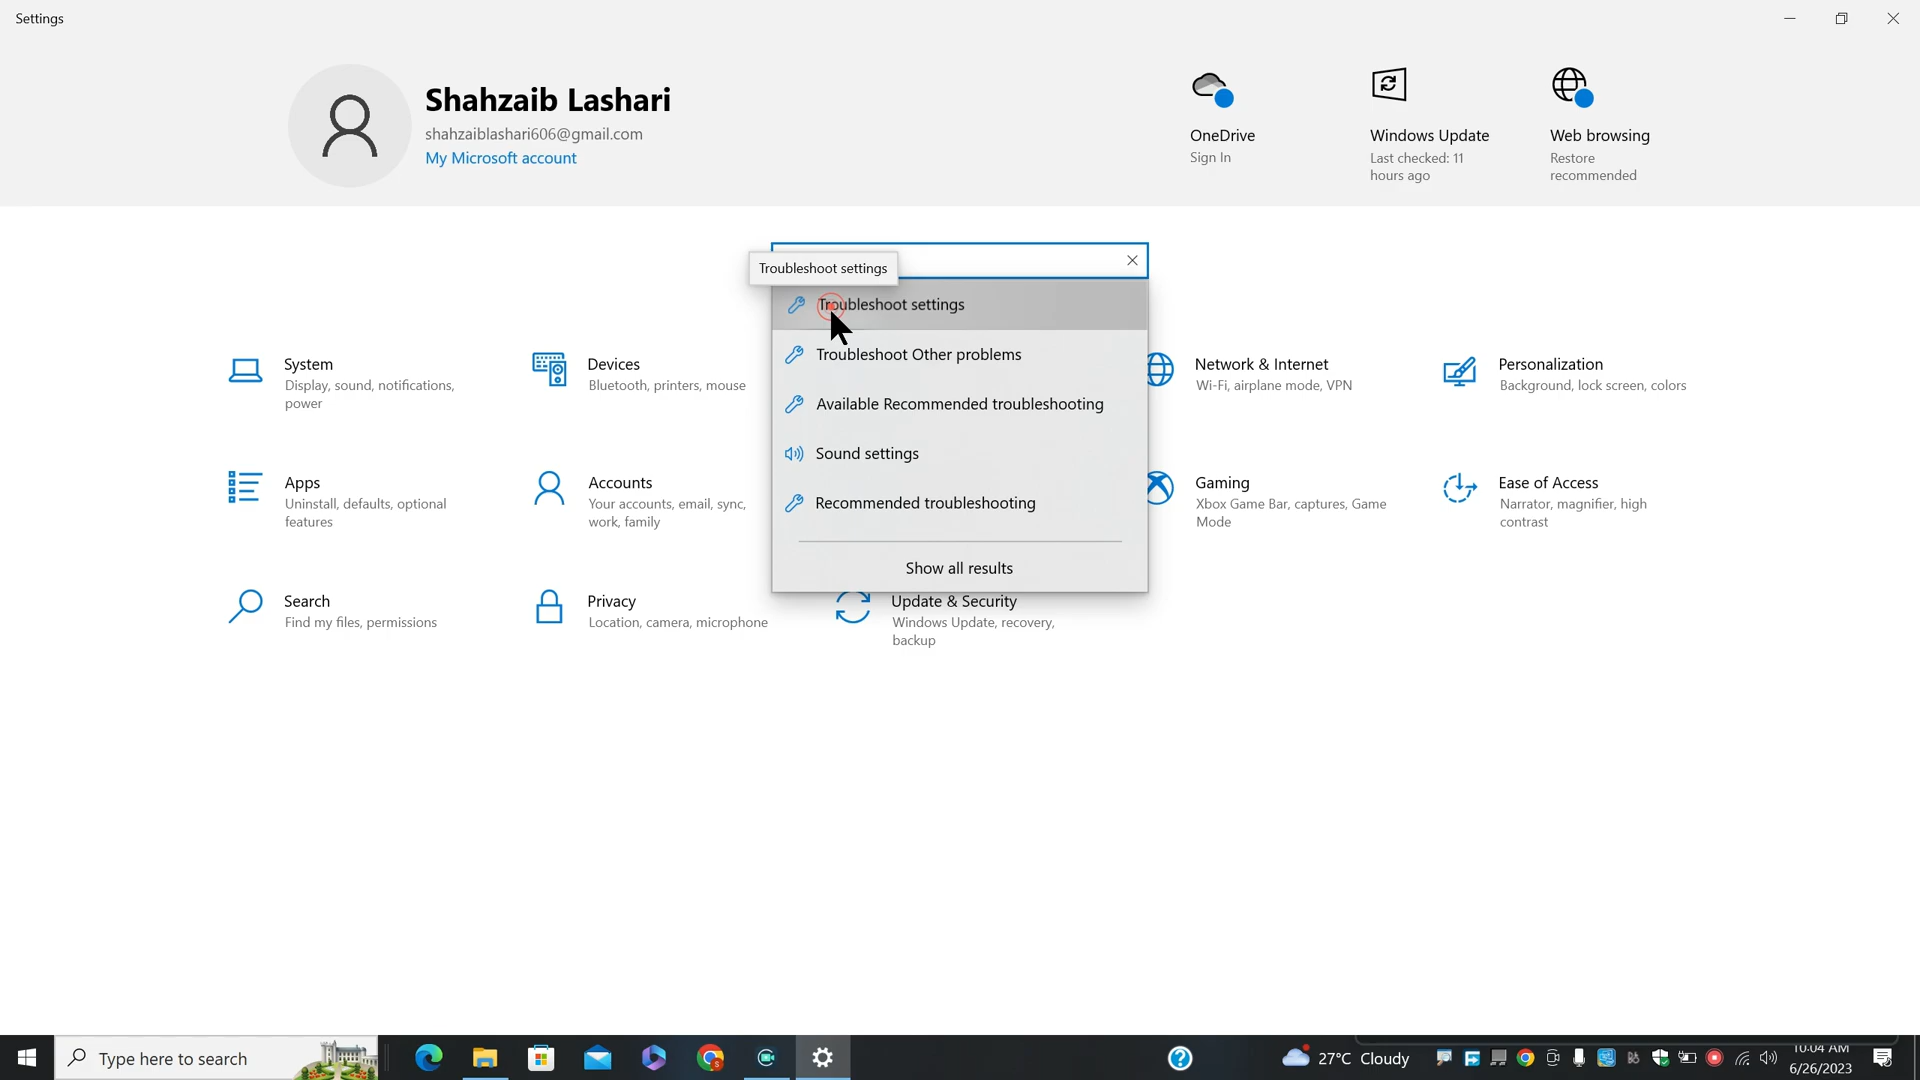 Settings
Shahzaib Lashari
shahzaiblashari606@gmail.com
My Microsoft account
OneDrive
Sign In
Windows Update
Last checked: 11
hours ago
Web browsing
Restore
recommended
Troubleshoot settings
Troubleshoot settings
Troubleshoot Other problems
Available Recommended troubleshooting
Sound settings
Recommended troubleshooting
Show all results
System
Display, sound, notifications,
power
Devices
Bluetooth, printers, mouse
Network & Internet
Wi-Fi, airplane mode, VPN
Personalization
Background, lock screen, colors
Apps
Uninstall, defaults, optional
features
Accounts
Your accounts, email, sync,
work, family
Gaming
Xbox Game Bar, captures, Game
Mode
Ease of Access
Narrator, magnifier, high
contrast
Search
Find my files, permissions
Privacy
Location, camera, microphone
Update & Security
Windows Update, recovery,
backup
Type here to search
27°C Cloudy
10:04 AM
6/26/2023